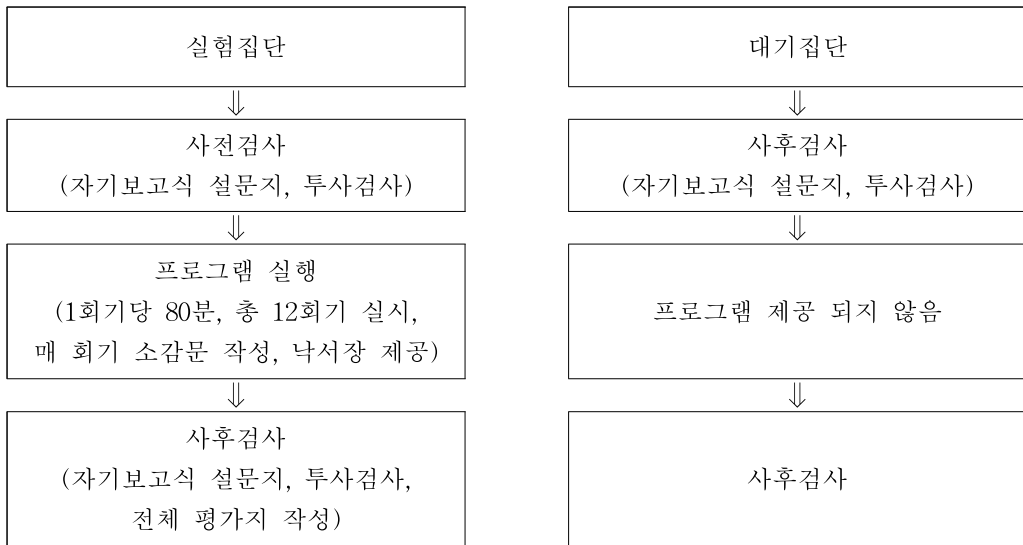 실험집단
⇓
사전검사
(자기보고식 설문지, 투사검사)
⇓
프로그램 실행
(1회기당 80분, 총 12회기 실시,
매 회기 소감문 작성, 낙서장 제공)
⇓
사후검사
(자기보고식 설문지, 투사검사,
전체 평가지 작성)
대기집단
⇓
사후검사
(자기보고식 설문지, 투사검사)
⇓
프로그램 제공 되지 않음
⇓
사후검사